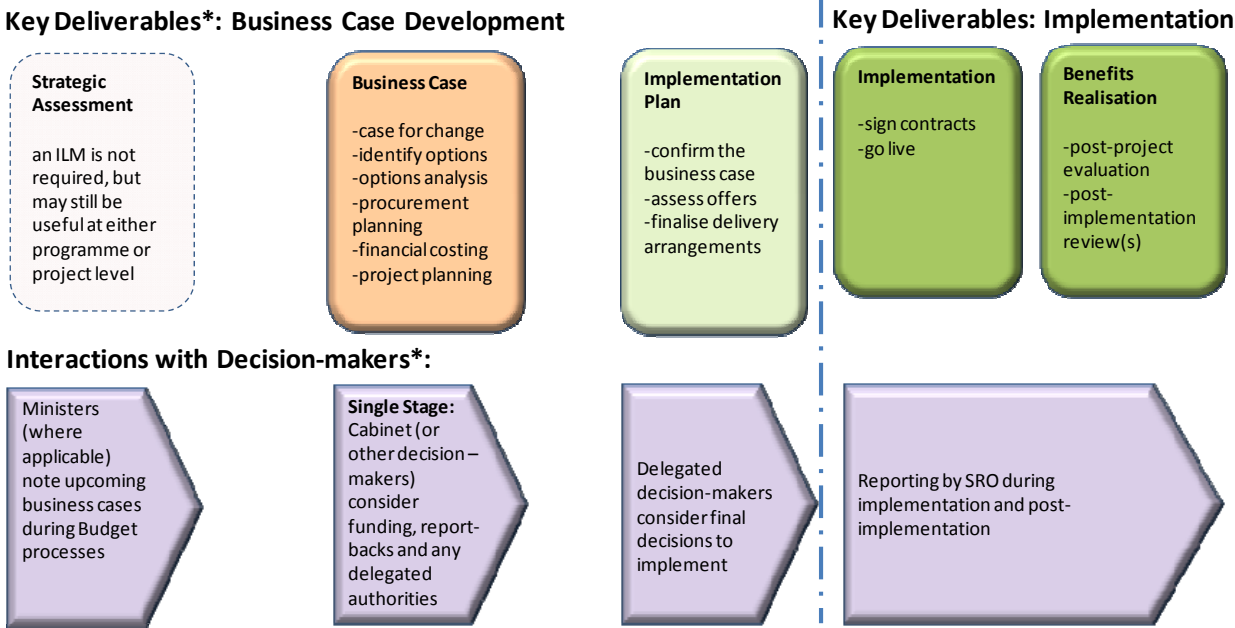 Key Deliverables*: Business Case Development
Key Deliverables: Implementation
Strategic
Assessment
an ILM is not
required, but
may still be
useful at either
programme or
project level
Business Case
-case for change
-identify options
-options analysis
-procurement
planning
-financial costing
-project planning
Implementation
Plan
-confirm the
business case
-assess offers
-finalise delivery
arrangements
Implementation
-sign contracts
-go live
Benefits
Realisation
-post-project
evaluation
-post-
implementation
review(s)
Interactions with Decision-makers*:
Ministers
(where
applicable)
note upcoming
business cases
during Budget
processes
Single Stage:
Cabinet (or
other decision –
makers)
consider
funding, report-
backs and any
delegated
authorities
Delegated
decision-makers
consider final
decisions to
implement
Reporting by SRO during
implementation and post-
implementation